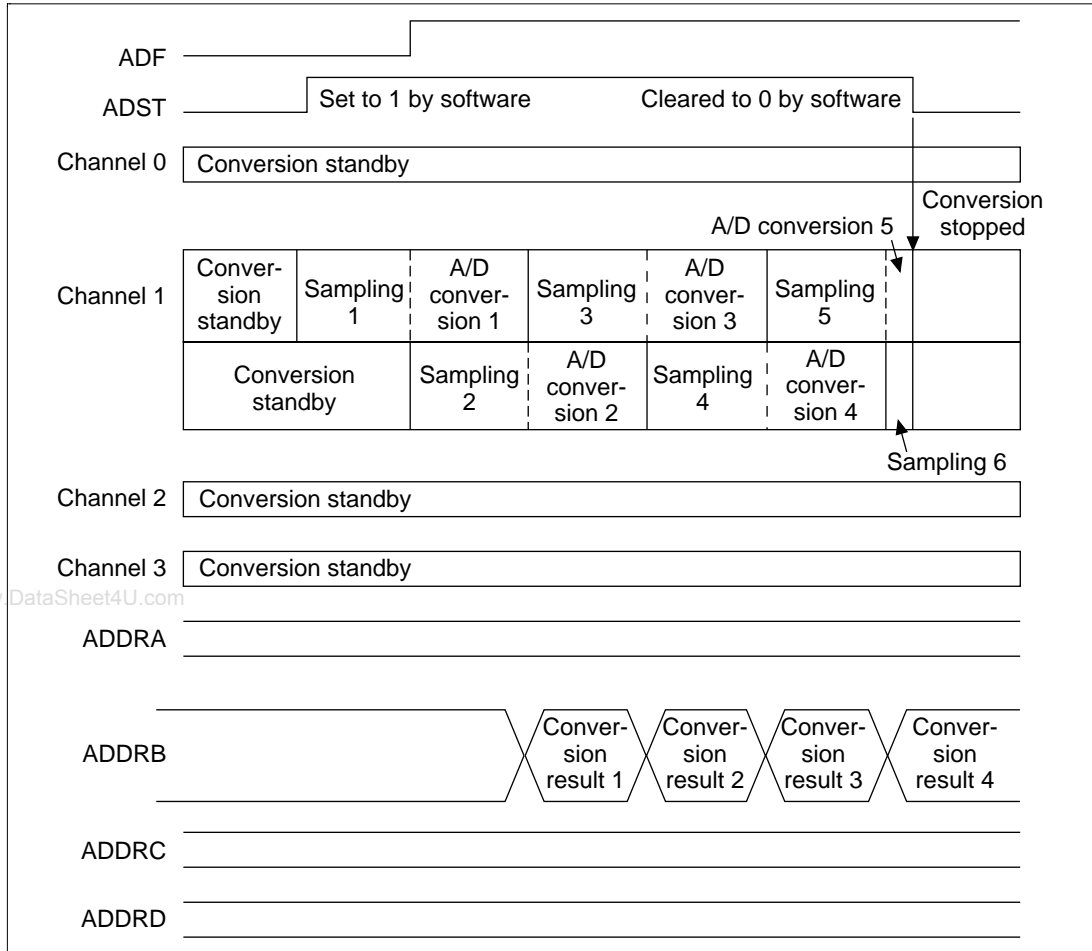 ADF
ADST
Set to 1 by software
Cleared to 0 by software
Channel 0
Conversion standby
Conversion
stopped
A/D conversion 5
Channel 1
Conver-
sion
standby
Sampling
1
A/D
conver-
sion 1
Sampling
3
A/D
conver-
sion 3
Sampling
5
Conversion
standby
Sampling
2
A/D
conver-
sion 2
Sampling
4
A/D
conver-
sion 4
Sampling 6
Channel 2
Conversion standby
Channel 3
Conversion standby
.DataSheet4U.com
ADDRA
ADDRB
Conver-
sion
result 1
Conver-
sion
result 2
Conver-
sion
result 3
Conver-
sion
result 4
ADDRC
ADDRD